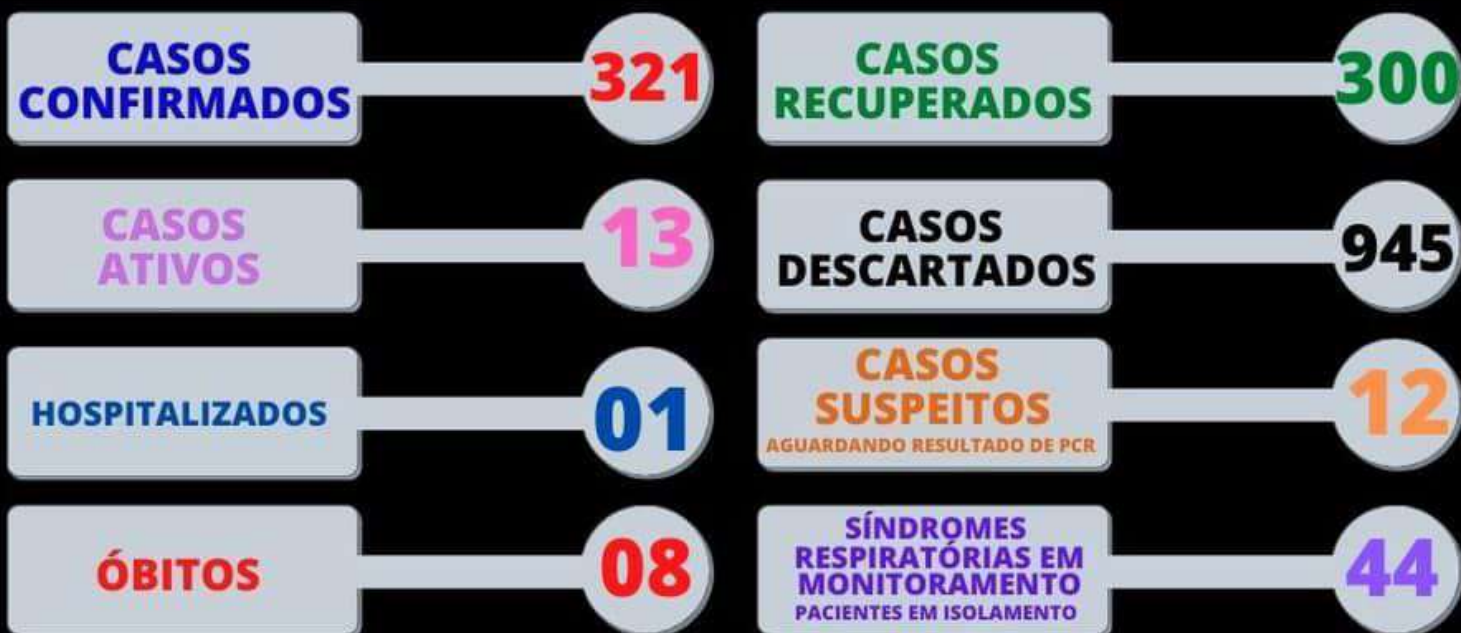 CASOS
CONFIRMADOS
321
CASOS
RECUPERADOS
300
CASOS
ATIVOS
13
CASOS
DESCARTADOS
945
HOSPITALIZADOS
01
CASOS
SUSPEITOS
AGUARDANDO RESULTADO DE PCR
12
ÓBITOS
08
SÍNDROMES
RESPIRATÓRIAS EM
MONITORAMENTO
PACIENTES EM ISOLAMENTO
44